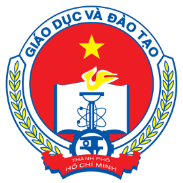 GIÁO DỤC VÀ ĐÀO TẠO
THÀNH PHỐ
HỒ CHÍ MINH